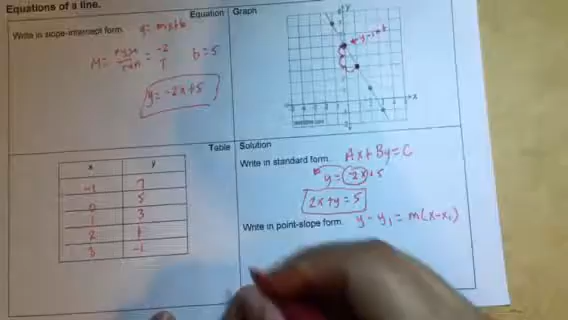 Equations of a line.
Equation
Write in slope-intercept form. y = mx+b
M = rise/run = -2/1 b = 5
y = -2x + 5
Graph
y
y-int
x
Table
x y
-1 7
0 5
1 3
2 1
3 -1
Solution
Write in standard form. Ax + By = C
y = -2x + 5
2x + y = 5
Write in point-slope form. y - y₁ = m(x - x₁)